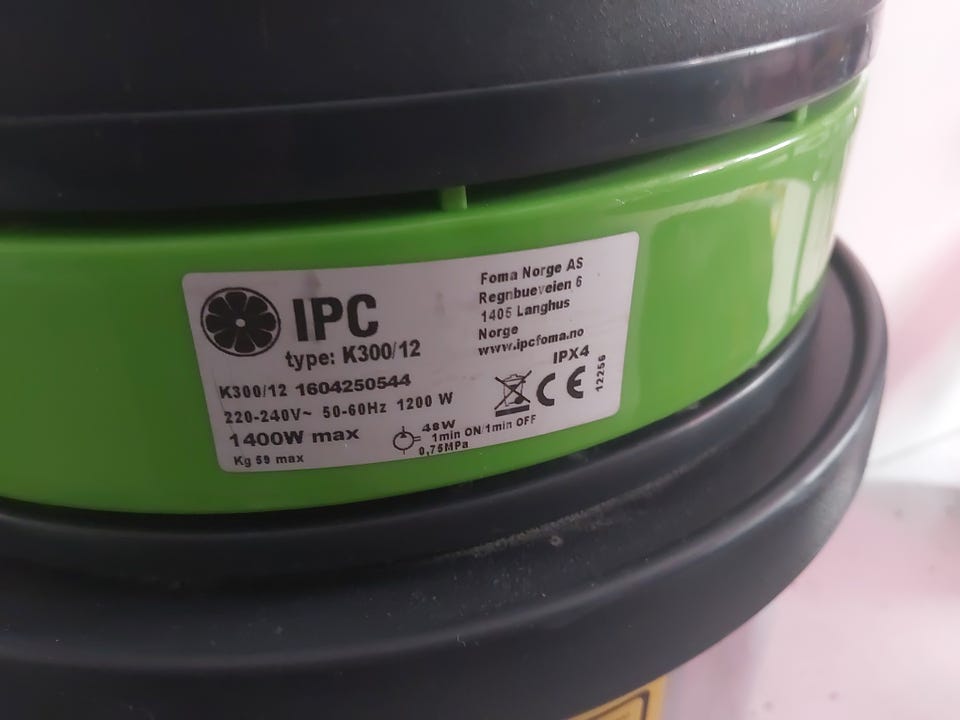 IPC
type: K300/12
Foma Norge AS
Regnbueveien 6
1405 Langhus
Norge
www.ipcfoma.no
IPX4
K300/12 1604250544
220-240V~ 50-60Hz 1200 W
1400W max
Kg 59 max
48W
1min ON/1min OFF
0,75MPa
CE
12256